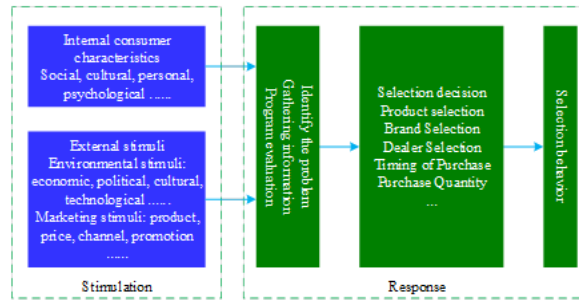 Internal consumer
characteristics
Social, cultural, personal,
psychological ......
External stimuli
Environmental stimuli:
economic, political, cultural,
technological ......
Marketing stimuli: product,
price, channel, promotion
......
Stimulation
Identify the problem
Gathering information
Programe evaluation
Selection decision
Product selection
Brand Selection
Dealer Selection
Timing of Purchase
Purchase Quantity
...
Selection behavior
Response